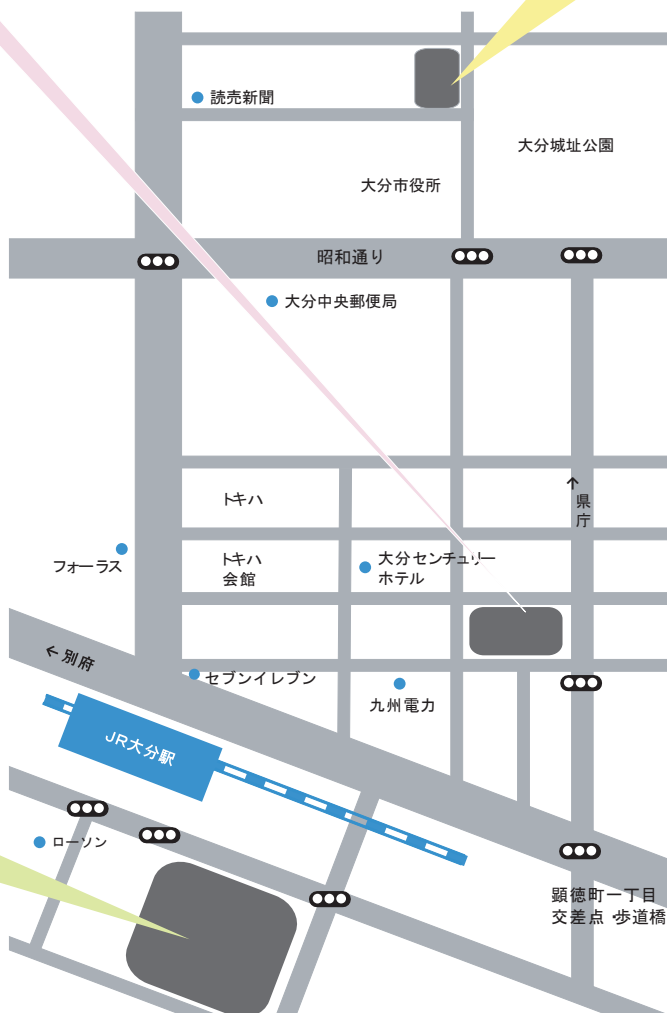 読売新聞
大分城址公園
大分市役所
昭和通り
大分中央郵便局
トキハ
↑
県庁
フォーラス
トキハ
会館
大分センチュリー
ホテル
←別府
セブンイレブン
九州電力
JR大分駅
ローソン
顕徳町一丁目
交差点・歩道橋